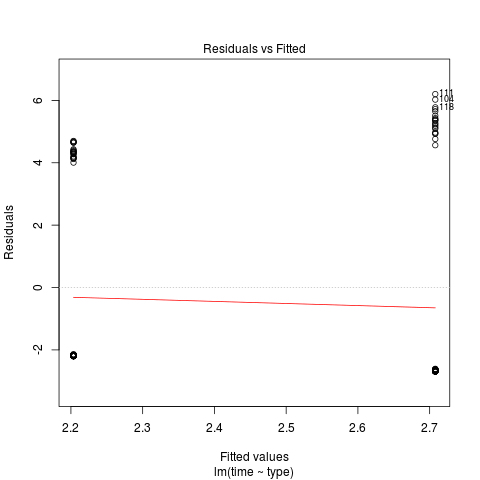 Residuals vs Fitted
111
104
118
6
4
2
0
-2
Residuals
2.2 2.3 2.4 2.5 2.6 2.7
Fitted values
lm(time ~ type)